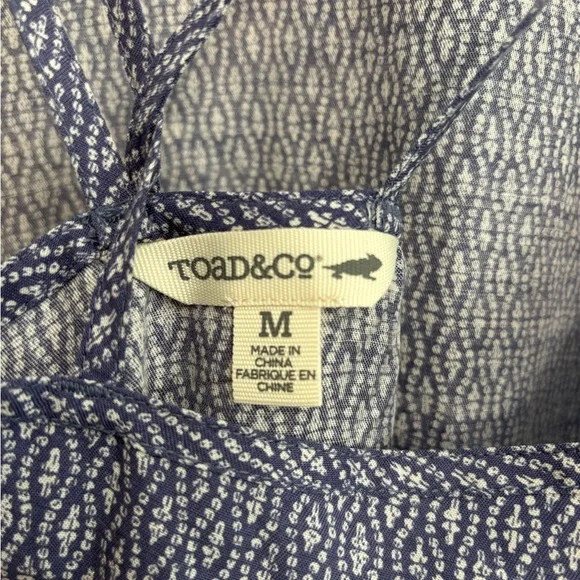 TOAD&CO
M
MADE IN
CHINA
FABRIQUE EN
CHINE